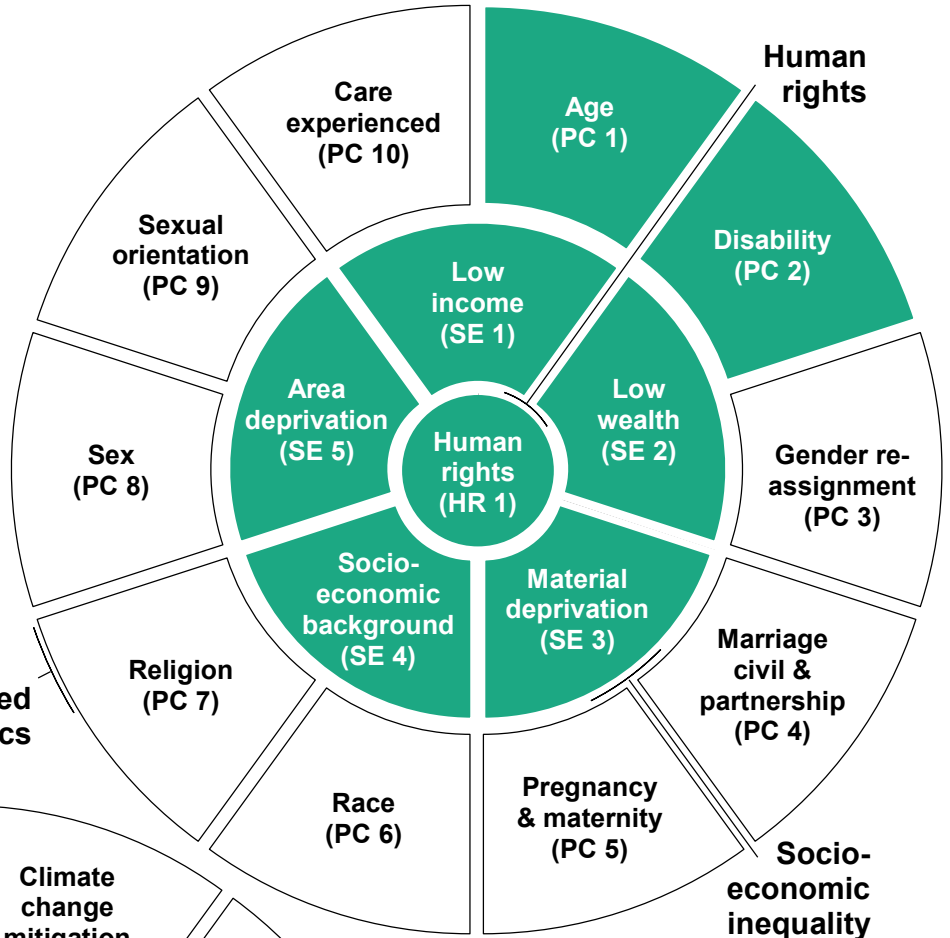 Human
rights
Care
experienced
(PC 10)
Age
(PC 1)
Sexual
orientation
(PC 9)
Disability
(PC 2)
Low
income
(SE 1)
Area
deprivation
(SE 5)
Low
wealth
(SE 2)
Human
rights
(HR 1)
Sex
(PC 8)
Gender re-
assignment
(PC 3)
Socio-
economic
background
(SE 4)
Material
deprivation
(SE 3)
Religion
(PC 7)
Marriage
civil &
partnership
(PC 4)
ed
cs
Race
(PC 6)
Pregnancy
& maternity
(PC 5)
Socio-
economic
inequality
Climate
change
mitigation